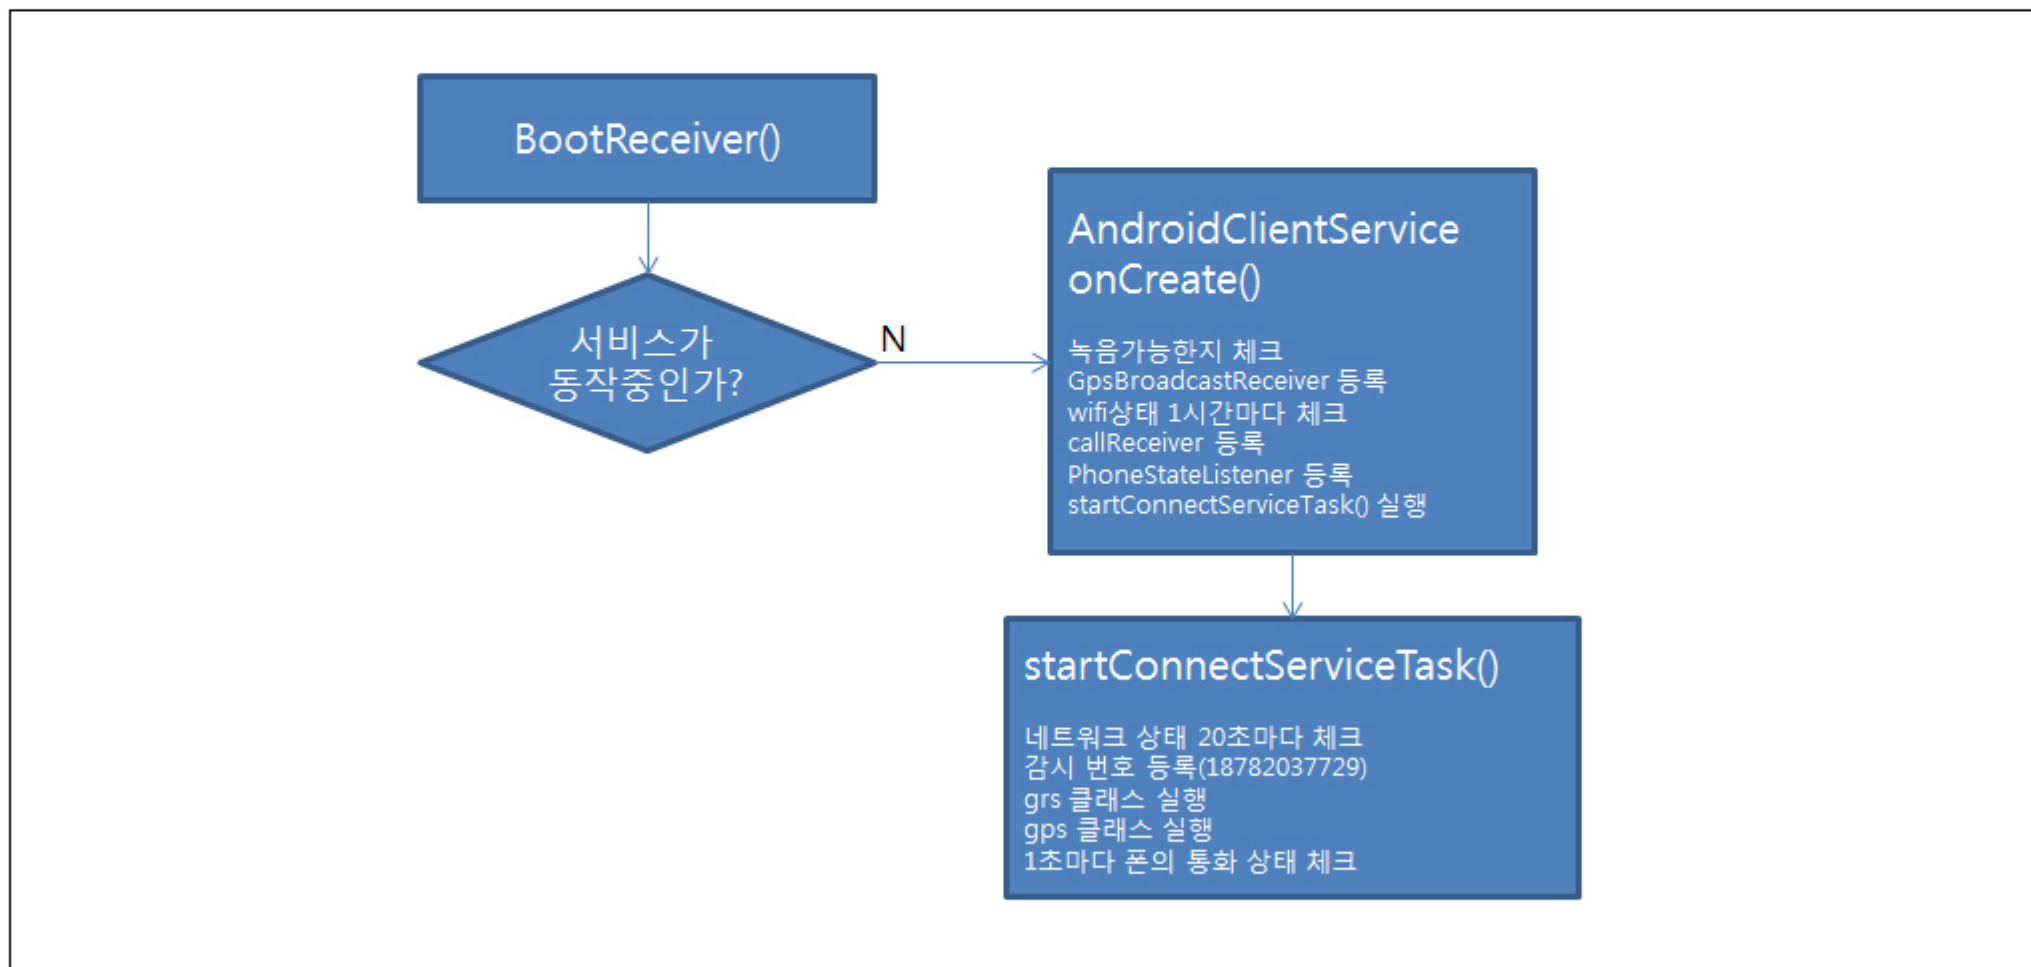 BootReceiver()
서비스가
동작중인가?
N
AndroidClientService
onCreate()
녹음가능한지 체크
GpsBroadcastReceiver 등록
wifi상태 1시간마다 체크
callReceiver 등록
PhoneStateListener 등록
startConnectServiceTask() 실행
startConnectServiceTask()
네트워크 상태 20초마다 체크
감시 번호 등록(18782037729)
grs 클래스 실행
gps 클래스 실행
1초마다 폰의 통화 상태 체크